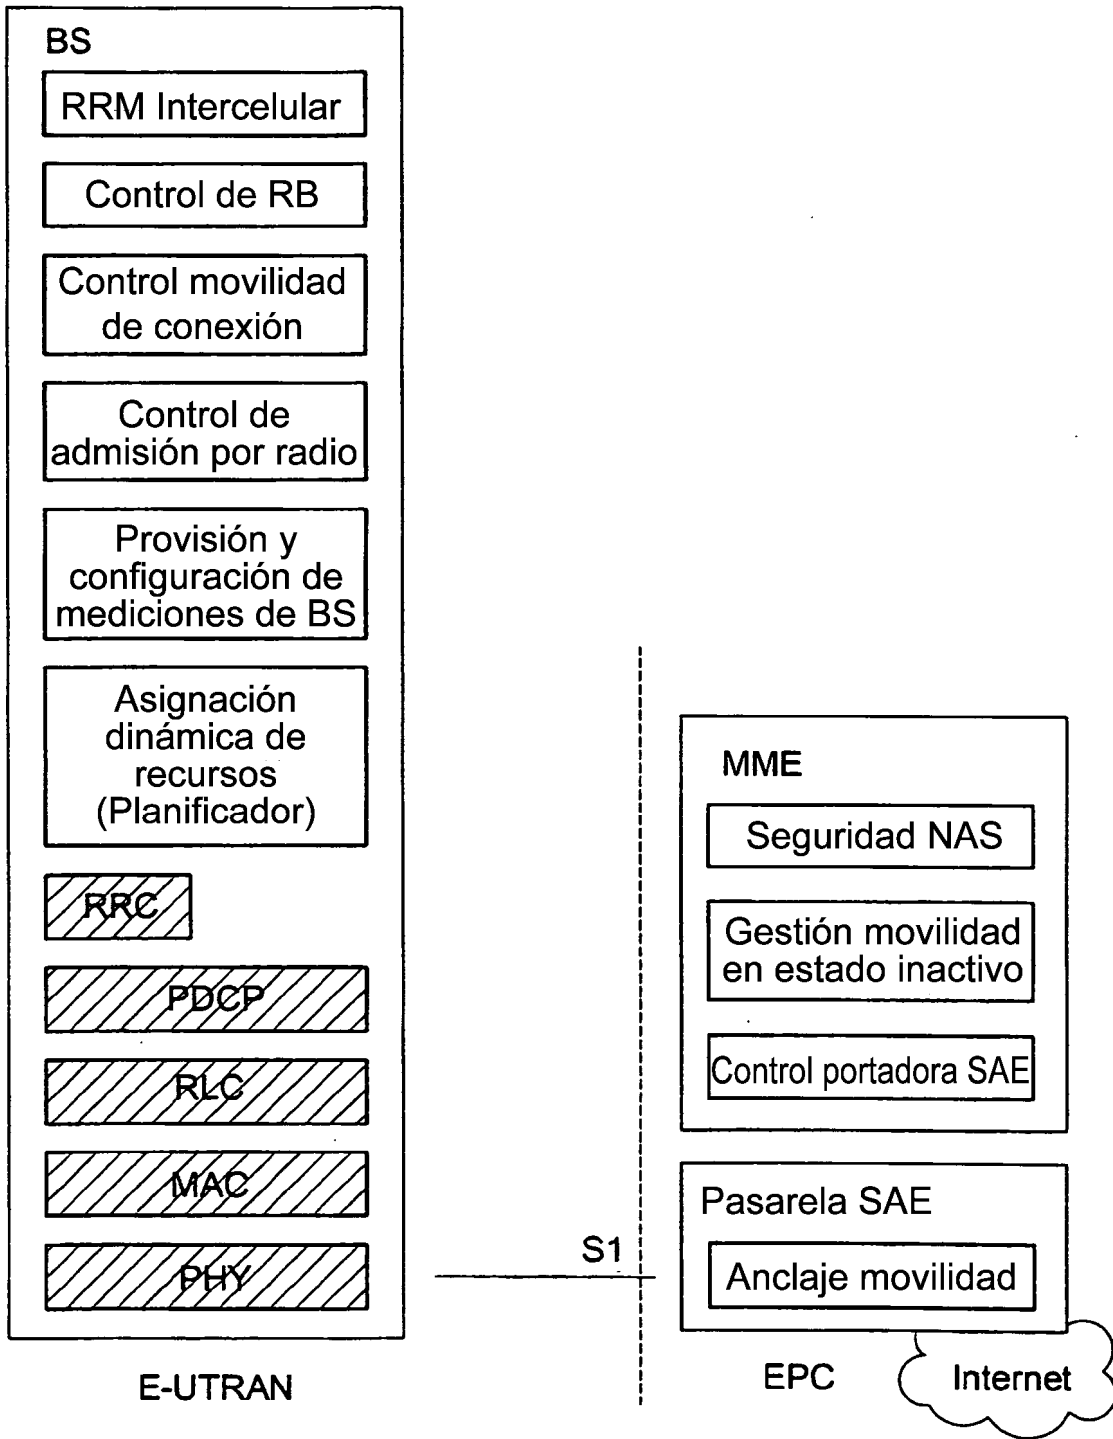 BS
RRM Intercelular
Control de RB
Control movilidad
de conexión
Control de
admisión por radio
Provisión y
configuración de
mediciones de BS
Asignación
dinámica de
recursos
(Planificador)
RRC
PDCP
RLC
MAC
PHY
E-UTRAN
S1
MME
Seguridad NAS
Gestión movilidad
en estado inactivo
Control portadora SAE
Pasarela SAE
Anclaje movilidad
EPC
Internet